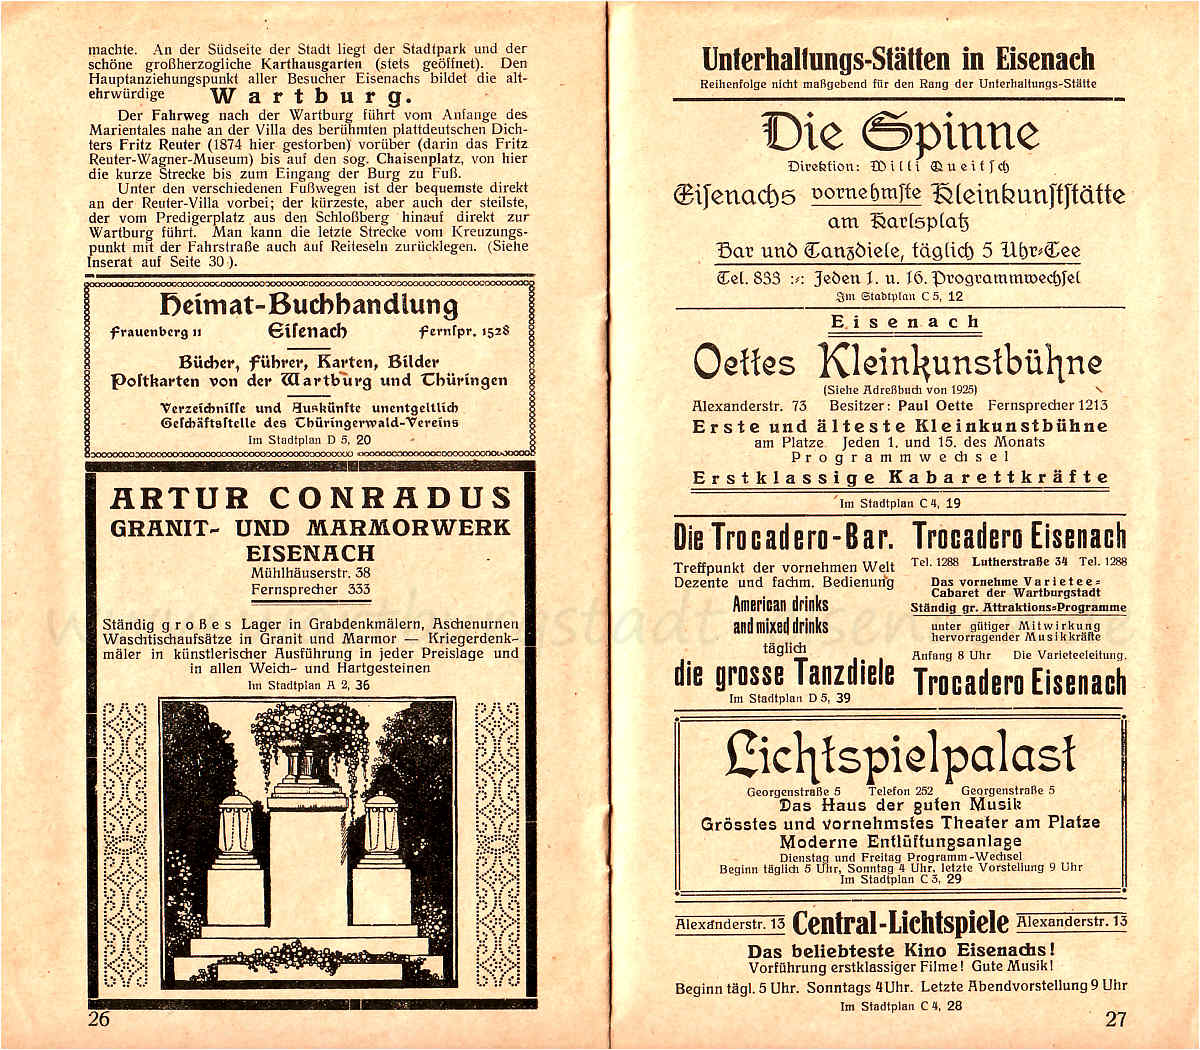 machte. An der Südseite der Stadt liegt der Stadtpark und der
schöne großherzogliche Karthausgarten (stets geöffnet). Den
Hauptanziehungspunkt aller Besucher Eisenachs bildet die alt-
ehrwürdige Wartburg.
Der Fahrweg nach der Wartburg führt vom Anfange des
Marientales nahe an der Villa des berühmten plattdeutschen Dich-
ters Fritz Reuter (1874 hier gestorben) vorüber (darin das Fritz
Reuter-Wagner-Museum) bis auf den sog. Chaisenplatz, von hier
die kurze Strecke bis zum Eingang der Burg zu Fuß.
Unter den verschiedenen Fußwegen ist der bequemste direkt
an der Reuter-Villa vorbei; der kürzeste, aber auch der steilste,
der vom Predigerplatz aus den Schloßberg hinauf direkt zur
Wartburg führt. Man kann die letzte Strecke vom Kreuzungs-
punkt mit der Fahrstraße auch auf Reiteseln zurücklegen. (Siehe
Inserat auf Seite 30).
Heimat-Buchhandlung
Frauenberg 11 Eisenach Fernspr. 1528
Bücher, Führer, Karten, Bilder
Postkarten von der Wartburg und Thüringen
Verzeichnisse und Auskünfte unentgeltlich
Geschäftsstelle des Thüringerwald-Vereins
Im Stadtplan D 5, 20
ARTUR CONRADUS
GRANIT- UND MARMORWERK
EISENACH
Mühlhäuserstr. 38
Fernsprecher 333
Ständig großes Lager in Grabdenkmälern, Aschenurnen
Waschtischaufsätze in Granit und Marmor — Kriegerdenk-
mäler in künstlerischer Ausführung in jeder Preislage und
in allen Weich- und Hartgesteinen
Im Stadtplan A 2, 36
26
Unterhaltungs-Stätten in Eisenach
Reihenfolge nicht maßgebend für den Rang der Unterhaltungs-Stätte
Die Spinne
Direktion: Willi Queitsch
Eisenachs vornehmste Kleinkunststätte
am Karlsplatz
Bar und Tanzdiele, täglich 5 Uhr-Tee
Tel. 833 :-: Jeden 1. u. 16. Programmwechsel
Im Stadtplan C 5, 12
Eisenach
Oettes Kleinkunstbühne
(Siehe Adreßbuch von 1925)
Alexanderstr. 73 Besitzer: Paul Oette Fernsprecher 1213
Erste und älteste Kleinkunstbühne
am Platze Jeden 1. und 15. des Monats
Programmwechsel
Erstklassige Kabarettkräfte
Im Stadtplan C 4, 19
Die Trocadero-Bar.
Treffpunkt der vornehmen Welt
Dezente und fachm. Bedienung
American drinks
and mixed drinks
täglich
die grosse Tanzdiele
Im Stadtplan D 5, 39
Trocadero Eisenach
Tel. 1288 Lutherstraße 34 Tel. 1288
Das vornehme Varietee=
Cabaret der Wartburgstadt
Ständig gr. Attraktions=Programme
unter gütiger Mitwirkung
hervorragender Musikkräfte
Anfang 8 Uhr Die Varieteeleitung.
Trocadero Eisenach
Lichtspielpalast
Georgenstraße 5 Telefon 252 Georgenstraße 5
Das Haus der guten Musik
Grösstes und vornehmstes Theater am Platze
Moderne Entlüftungsanlage
Dienstag und Freitag Programm-Wechsel
Beginn täglich 5 Uhr, Sonntag 4 Uhr, letzte Vorstellung 9 Uhr
Im Stadtplan C 3, 29
Alexanderstr. 13 Central-Lichtspiele Alexanderstr. 13
Das beliebteste Kino Eisenachs!
Vorführung erstklassiger Filme! Gute Musik!
Beginn tägl. 5 Uhr. Sonntags 4 Uhr. Letzte Abendvorstellung 9 Uhr
Im Stadtplan C 4, 28
27